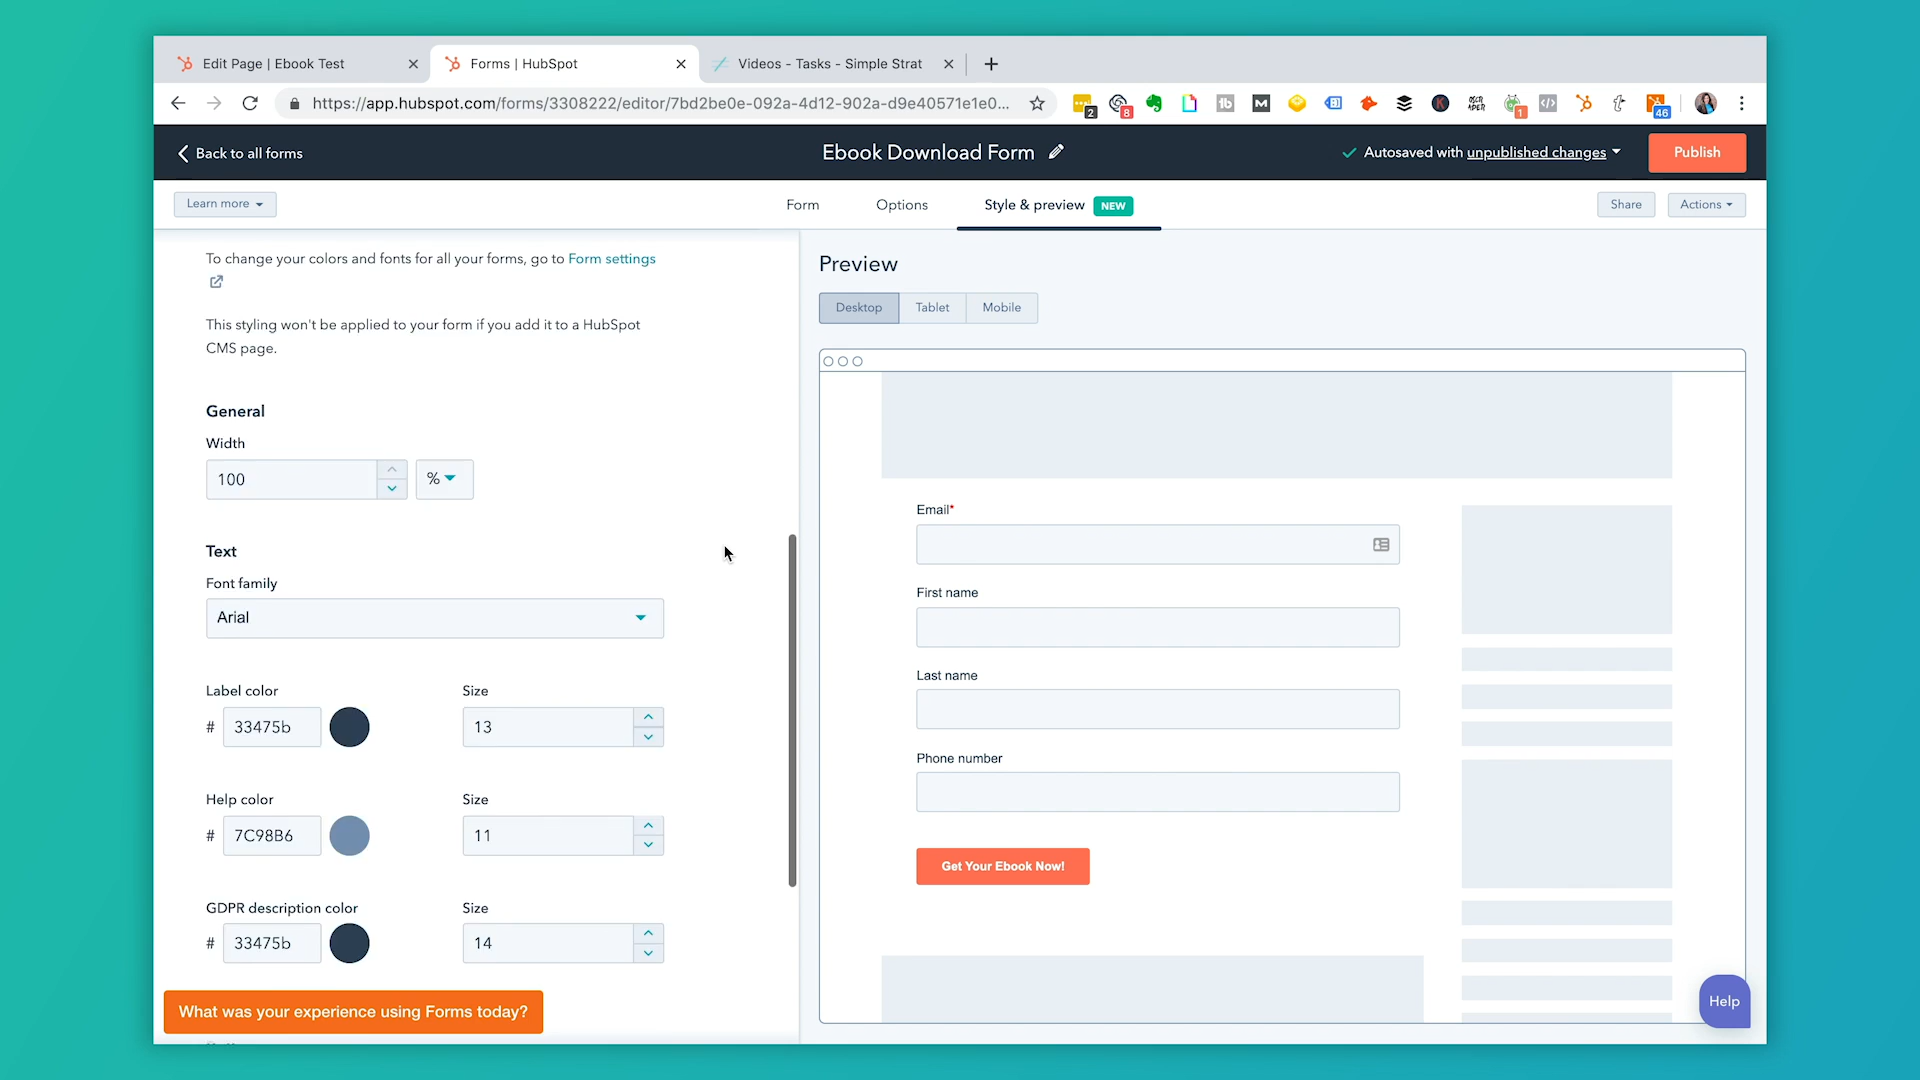 Edit Page | Ebook Test
Forms | HubSpot
Videos - Tasks - Simple Strat
https://app.hubspot.com/forms/3308222/editor/7bd2be0e-092a-4d12-902a-d9e40571e1e0...
2
8
1
46
Back to all forms
Ebook Download Form
Autosaved with unpublished changes
Publish
Learn more
Form
Options
Style & preview NEW
Share
Actions
To change your colors and fonts for all your forms, go to Form settings
This styling won't be applied to your form if you add it to a HubSpot
CMS page.
General
Width
100
%
Text
Font family
Arial
Label color
Size
# 33475b
13
Help color
Size
# 7C98B6
11
GDPR description color
Size
# 33475b
14
What was your experience using Forms today?
Preview
Desktop
Tablet
Mobile
Email*
First name
Last name
Phone number
Get Your Ebook Now!
Help